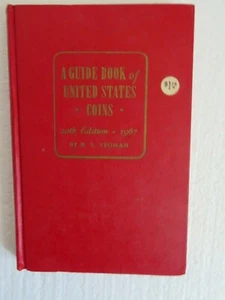 A GUIDE BOOK of
UNITED STATES
• COINS •
20th Edition • 1967
BY R. S. YEOMAN